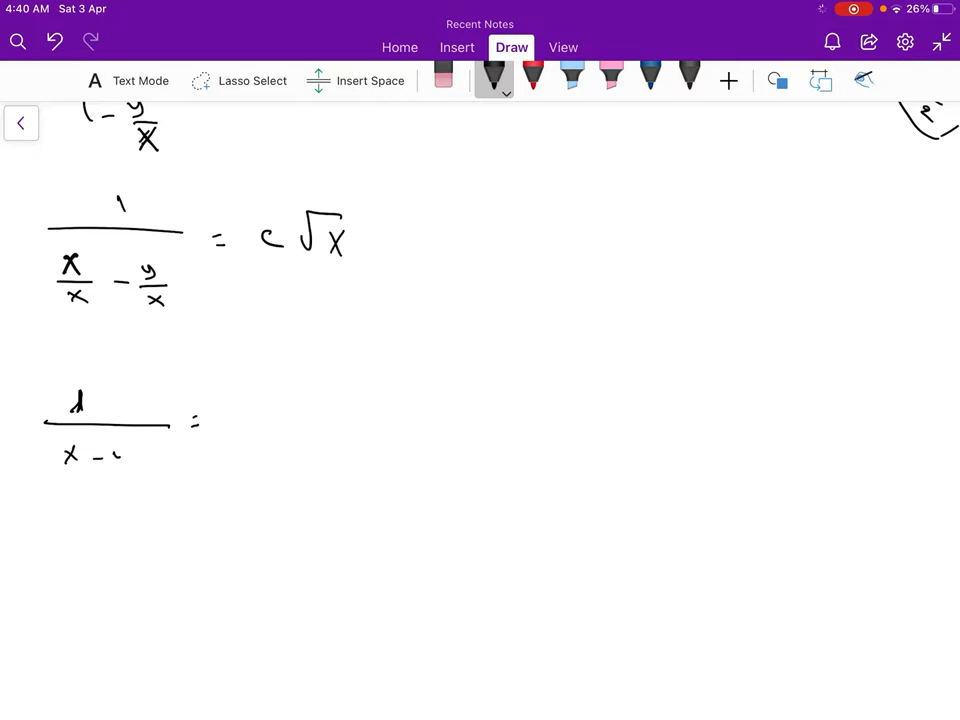 4:40 AM Sat 3 Apr
26%
Recent Notes
Home Insert Draw View
A Text Mode Lasso Select Insert Space
1 - y/x
1 / (x/x - y/x) = c √x
1 / (x - =